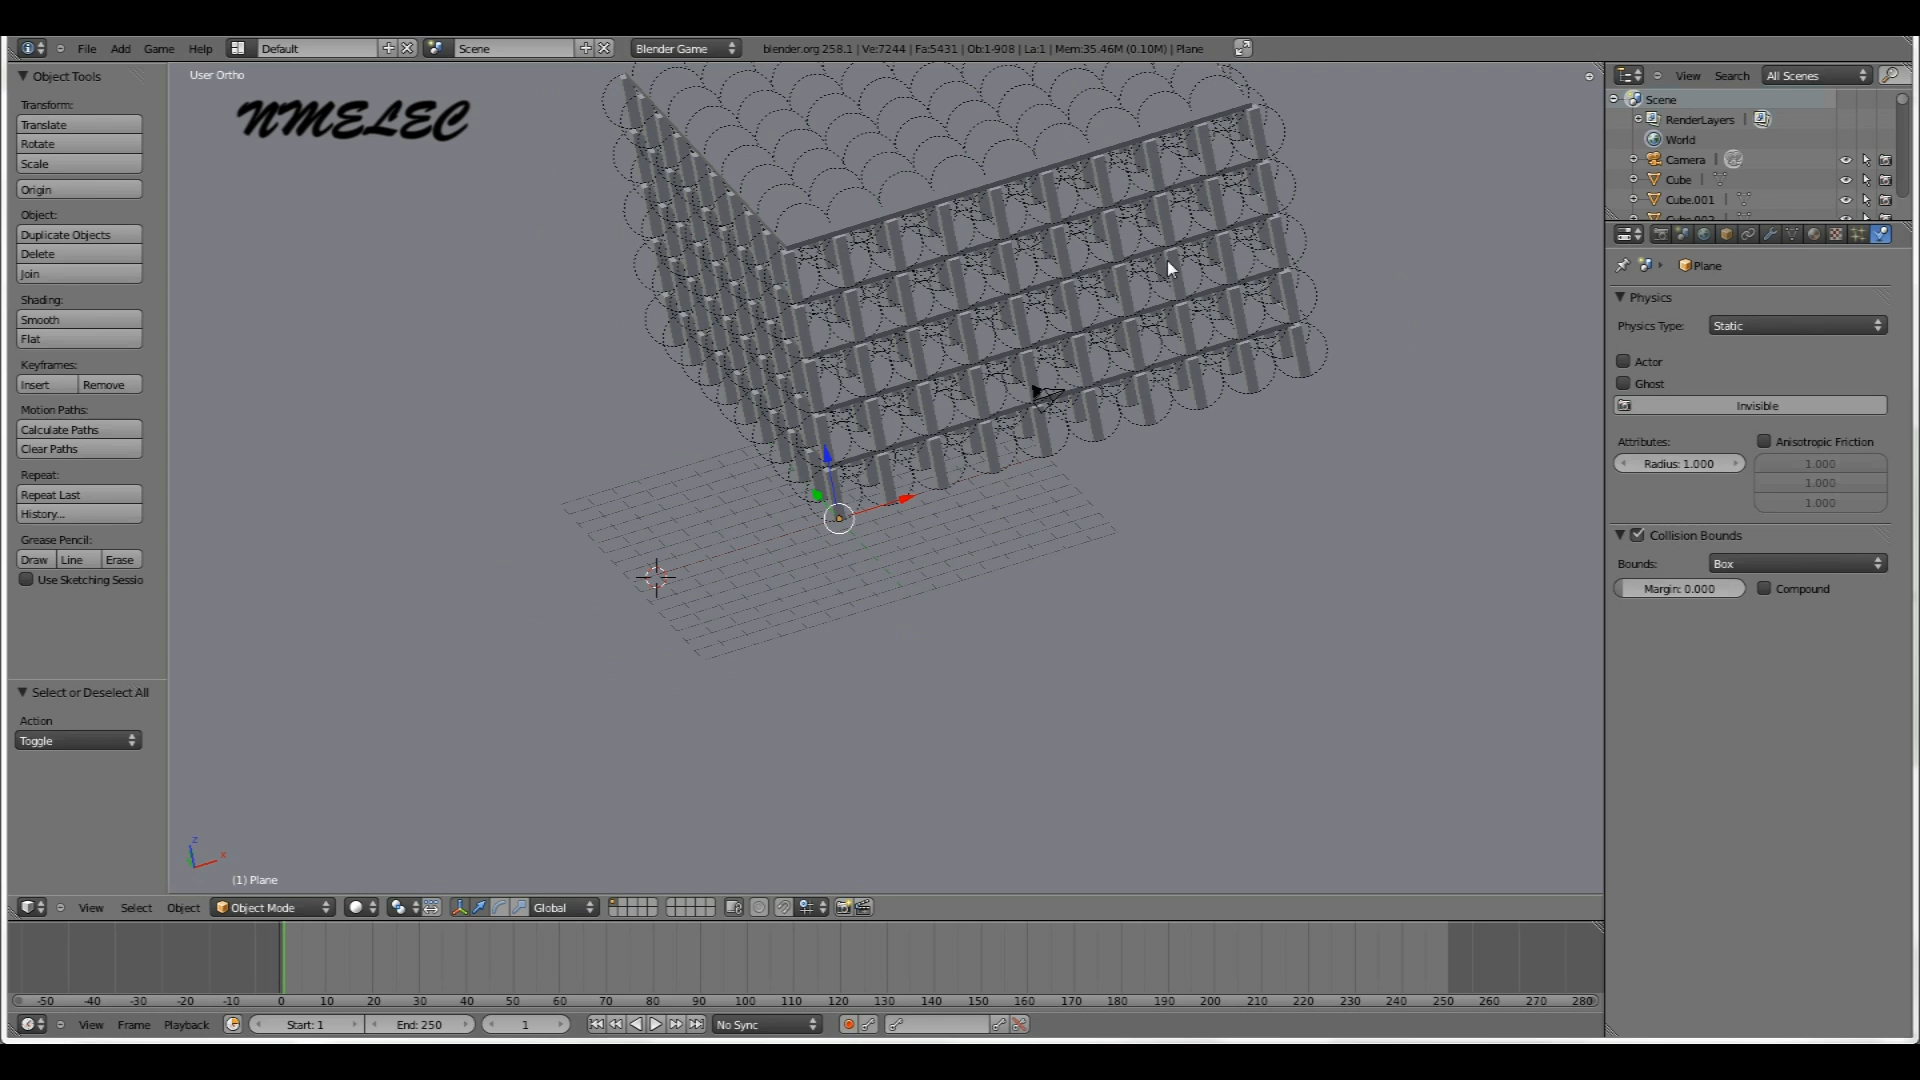 File Add Game Help Default Scene Blender Game blender.org 258.1 | Ve:7244 | Fa:5431 | Ob:1-908 | La:1 | Mem:35.46M (0.10M) | Plane
Object Tools
Transform:
Translate
Rotate
Scale
Origin
Object:
Duplicate Objects
Delete
Join
Shading:
Smooth
Flat
Keyframes:
Insert Remove
Motion Paths:
Calculate Paths
Clear Paths
Repeat:
Repeat Last
History...
Grease Pencil:
Draw Line Erase
Use Sketching Sessio
Select or Deselect All
Action
Toggle
User Ortho
NMELEC
z
x
(1) Plane
View Select Object Object Mode Global
-50 -40 -30 -20 -10 0 10 20 30 40 50 60 70 80 90 100 110 120 130 140 150 160 170 180 190 200 210 220 230 240 250 260 270 280
View Frame Playback Start: 1 End: 250 1 No Sync
View Search All Scenes
Scene
RenderLayers
World
Camera
Cube
Cube.001
Plane
Physics
Physics Type: Static
Actor
Ghost
Invisible
Attributes: Anisotropic Friction
Radius: 1.000 1.000
1.000
1.000
Collision Bounds
Bounds: Box
Margin: 0.000 Compound